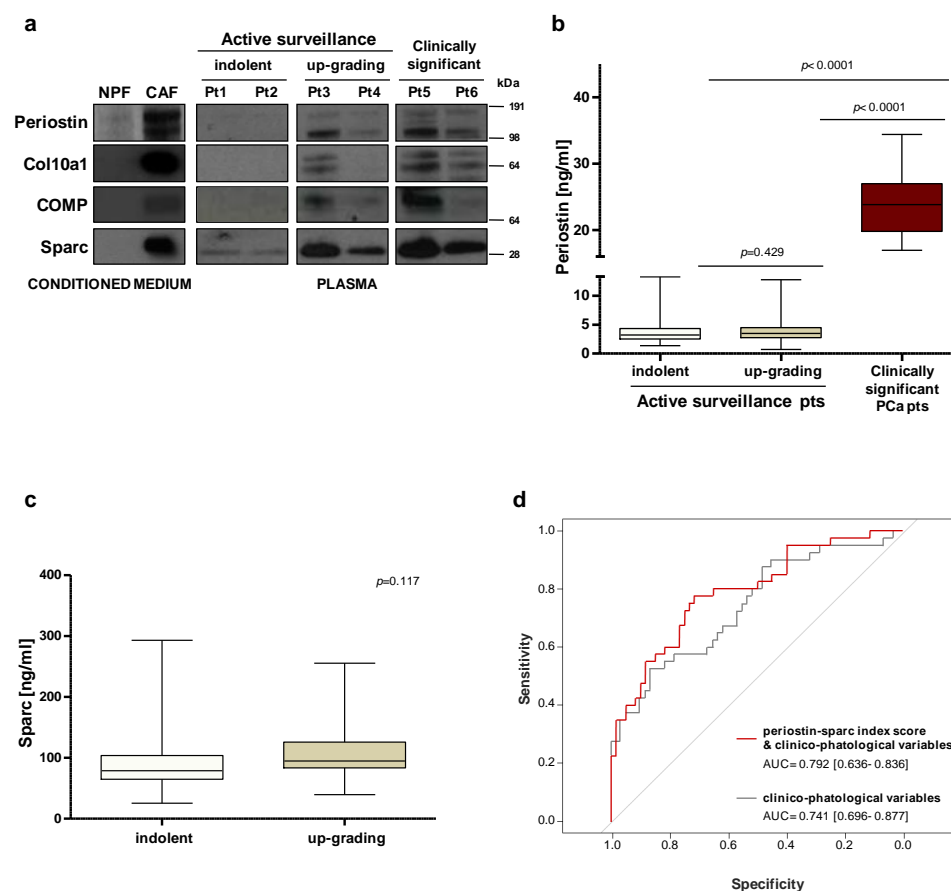 a
Active surveillance
Clinically
significant
indolent
up-grading
kDa
NPF CAF Pt1 Pt2 Pt3 Pt4 Pt5 Pt6
Periostin
191
98
Col10a1
64
COMP
64
Sparc
28
CONDITIONED MEDIUM
PLASMA
b
p< 0.0001
p< 0.0001
p=0.429
Periostin [ng/ml]
40
30
20
10
5
0
indolent
up-grading
Active surveillance pts
Clinically
significant
PCa pts
c
p=0.117
Sparc [ng/ml]
400
300
200
100
0
indolent
up-grading
d
Sensitivity
1.0
0.8
0.6
0.4
0.2
0.0
periostin-sparc index score
& clinico-phatological variables
AUC= 0.792 [0.636- 0.836]
clinico-phatological variables
AUC= 0.741 [0.696- 0.877]
1.0 0.8 0.6 0.4 0.2 0.0
Specificity